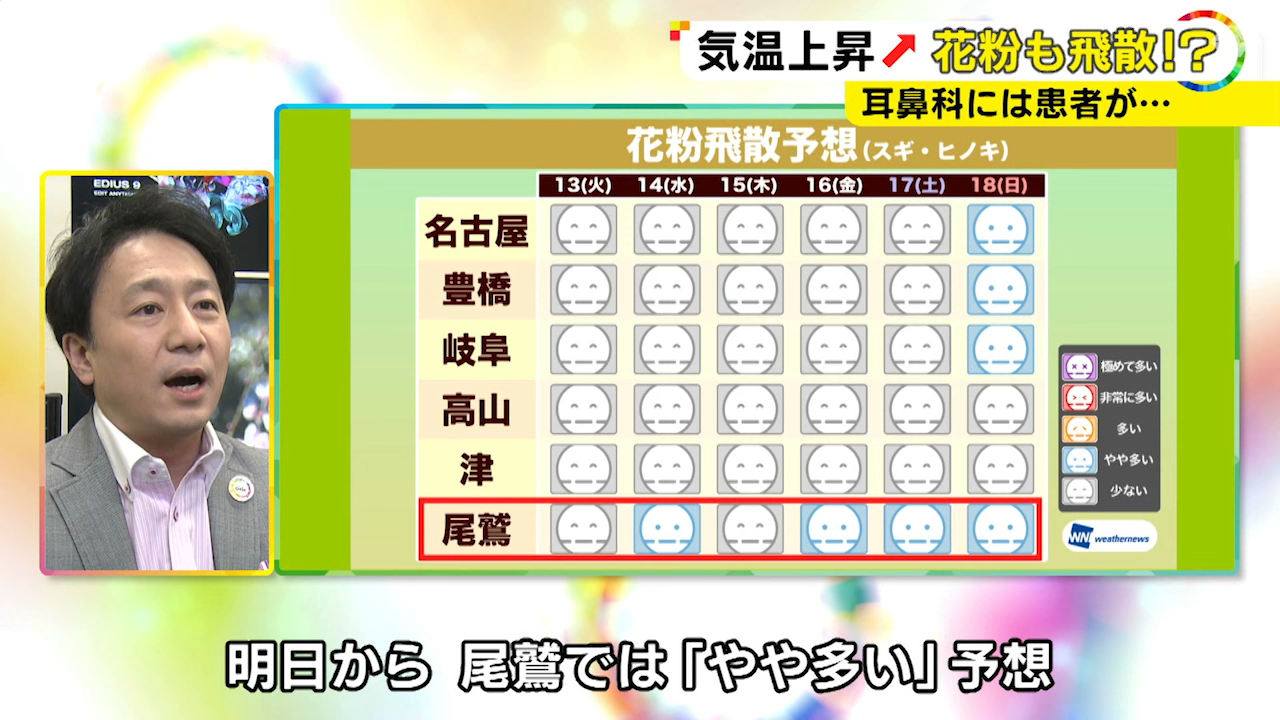 気温上昇 花粉も飛散!?
耳鼻科には患者が…
花粉飛散予想(スギ・ヒノキ)
13(火) 14(水) 15(木) 16(金) 17(土) 18(日)
名古屋
豊橋
岐阜
高山
津
尾鷲
極めて多い
非常に多い
多い
やや多い
少ない
WN weathernews
EDIUS 9
明日から 尾鷲では「やや多い」予想